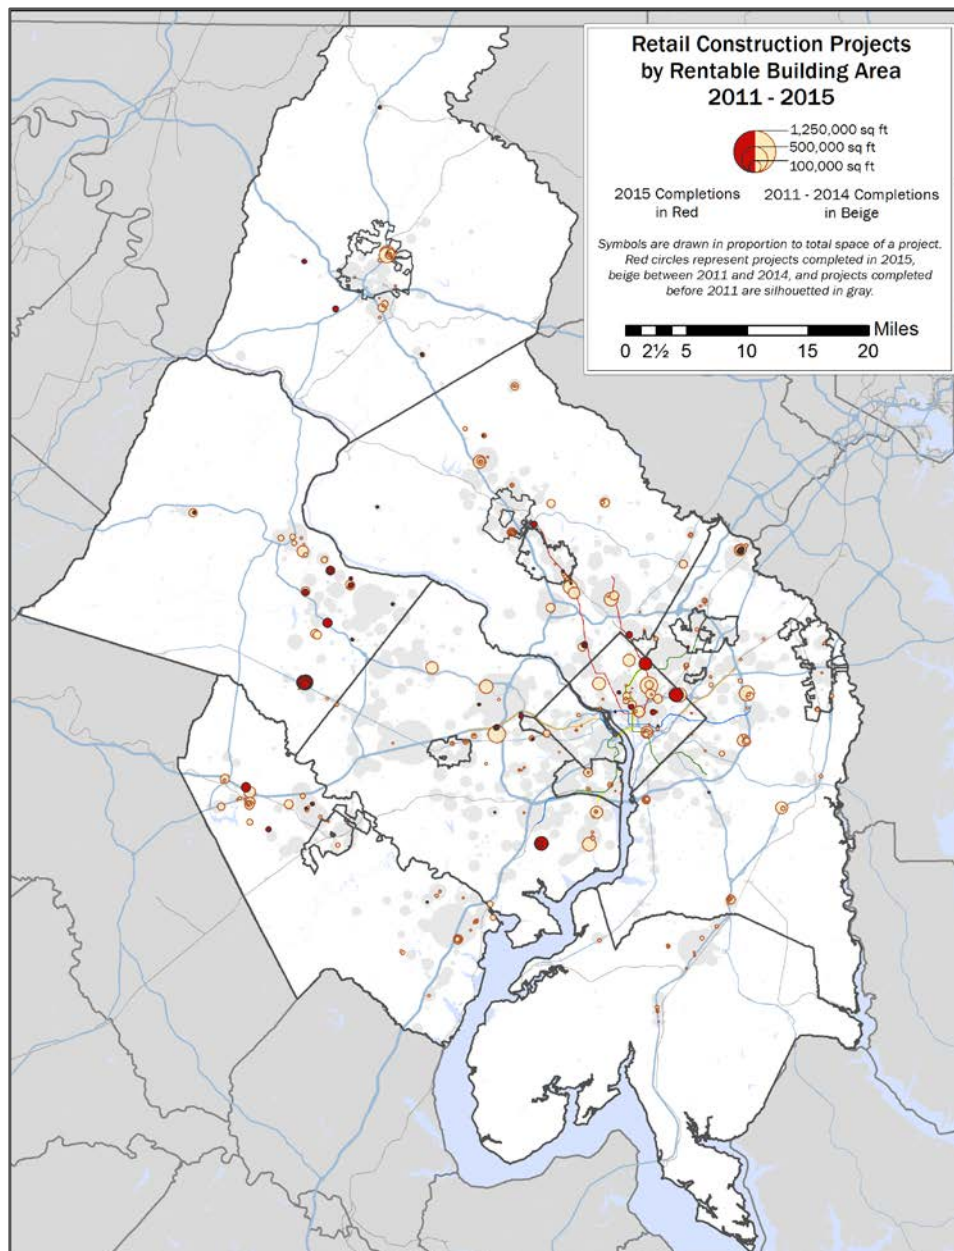 Retail Construction Projects
by Rentable Building Area
2011 - 2015
1,250,000 sq ft
500,000 sq ft
100,000 sq ft
2015 Completions
in Red
2011 - 2014 Completions
in Beige
Symbols are drawn in proportion to total space of a project.
Red circles represent projects completed in 2015,
beige between 2011 and 2014, and projects completed
before 2011 are silhouetted in gray.
Miles
0 2½ 5 10 15 20